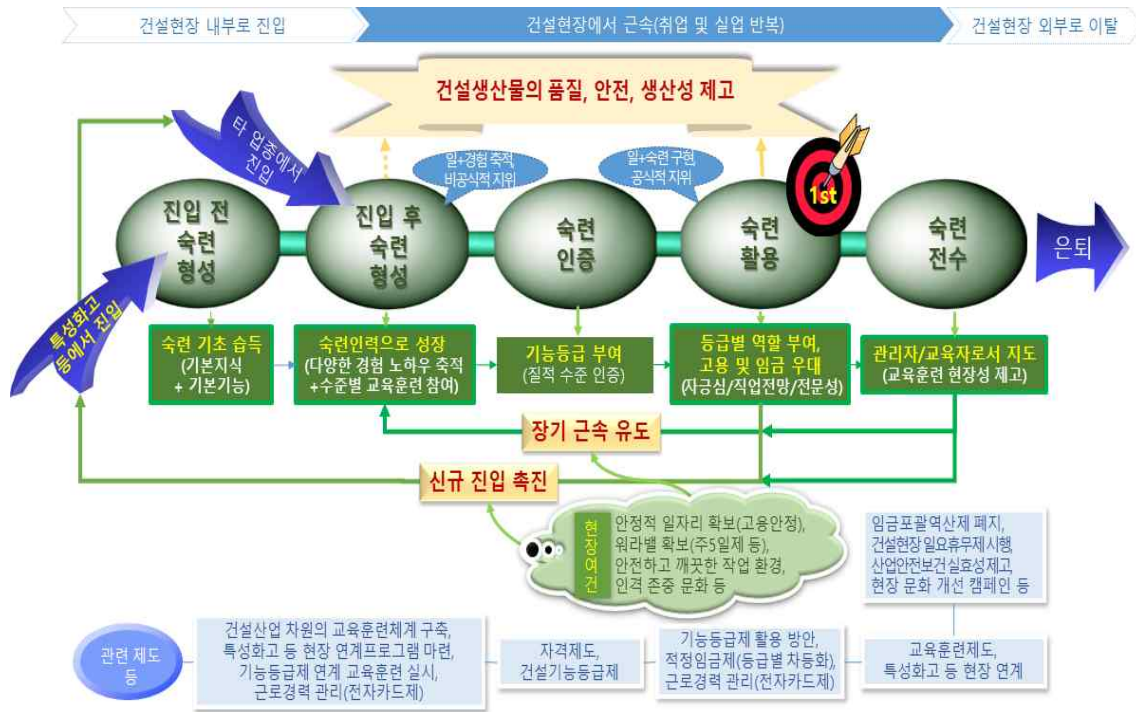 건설현장 내부로 진입
건설현장에서 근속(취업 및 실업 반복)
건설현장 외부로 이탈
건설생산물의 품질, 안전, 생산성 제고
타 업종에서
진입
일+경험 축적,
비공식적 지위
일+숙련 구현,
공식적 지위
1st
진입 전
숙련
형성
진입 후
숙련
형성
숙련
인증
숙련
활용
숙련
전수
은퇴
특성화고
등에서 진입
숙련 기초 습득
(기본지식
+ 기본기능)
숙련인력으로 성장
(다양한 경험 노하우 축적
+수준별 교육훈련 참여)
기능등급 부여
(질적 수준 인증)
등급별 역할 부여,
고용 및 임금 우대
(자긍심/직업전망/전문성)
관리자/교육자로서 지도
(교육훈련 현장성 제고)
장기 근속 유도
신규 진입 촉진
현장여건
안정적 일자리 확보(고용안정),
워라밸 확보(주5일제 등),
안전하고 깨끗한 작업 환경,
인격 존중 문화 등
임금포괄역산제 폐지,
건설현장일요휴무제시행,
산업안전보건실효성제고,
현장 문화 개선 캠페인 등
관련 제도
등
건설산업 차원의 교육훈련체계 구축,
특성화고 등 현장 연계프로그램 마련,
기능등급제 연계 교육훈련 실시,
근로경력 관리(전자카드제)
자격제도,
건설기능등급제
기능등급제 활용 방안,
적정임금제(등급별 차등화),
근로경력 관리(전자카드제)
교육훈련제도,
특성화고 등 현장 연계